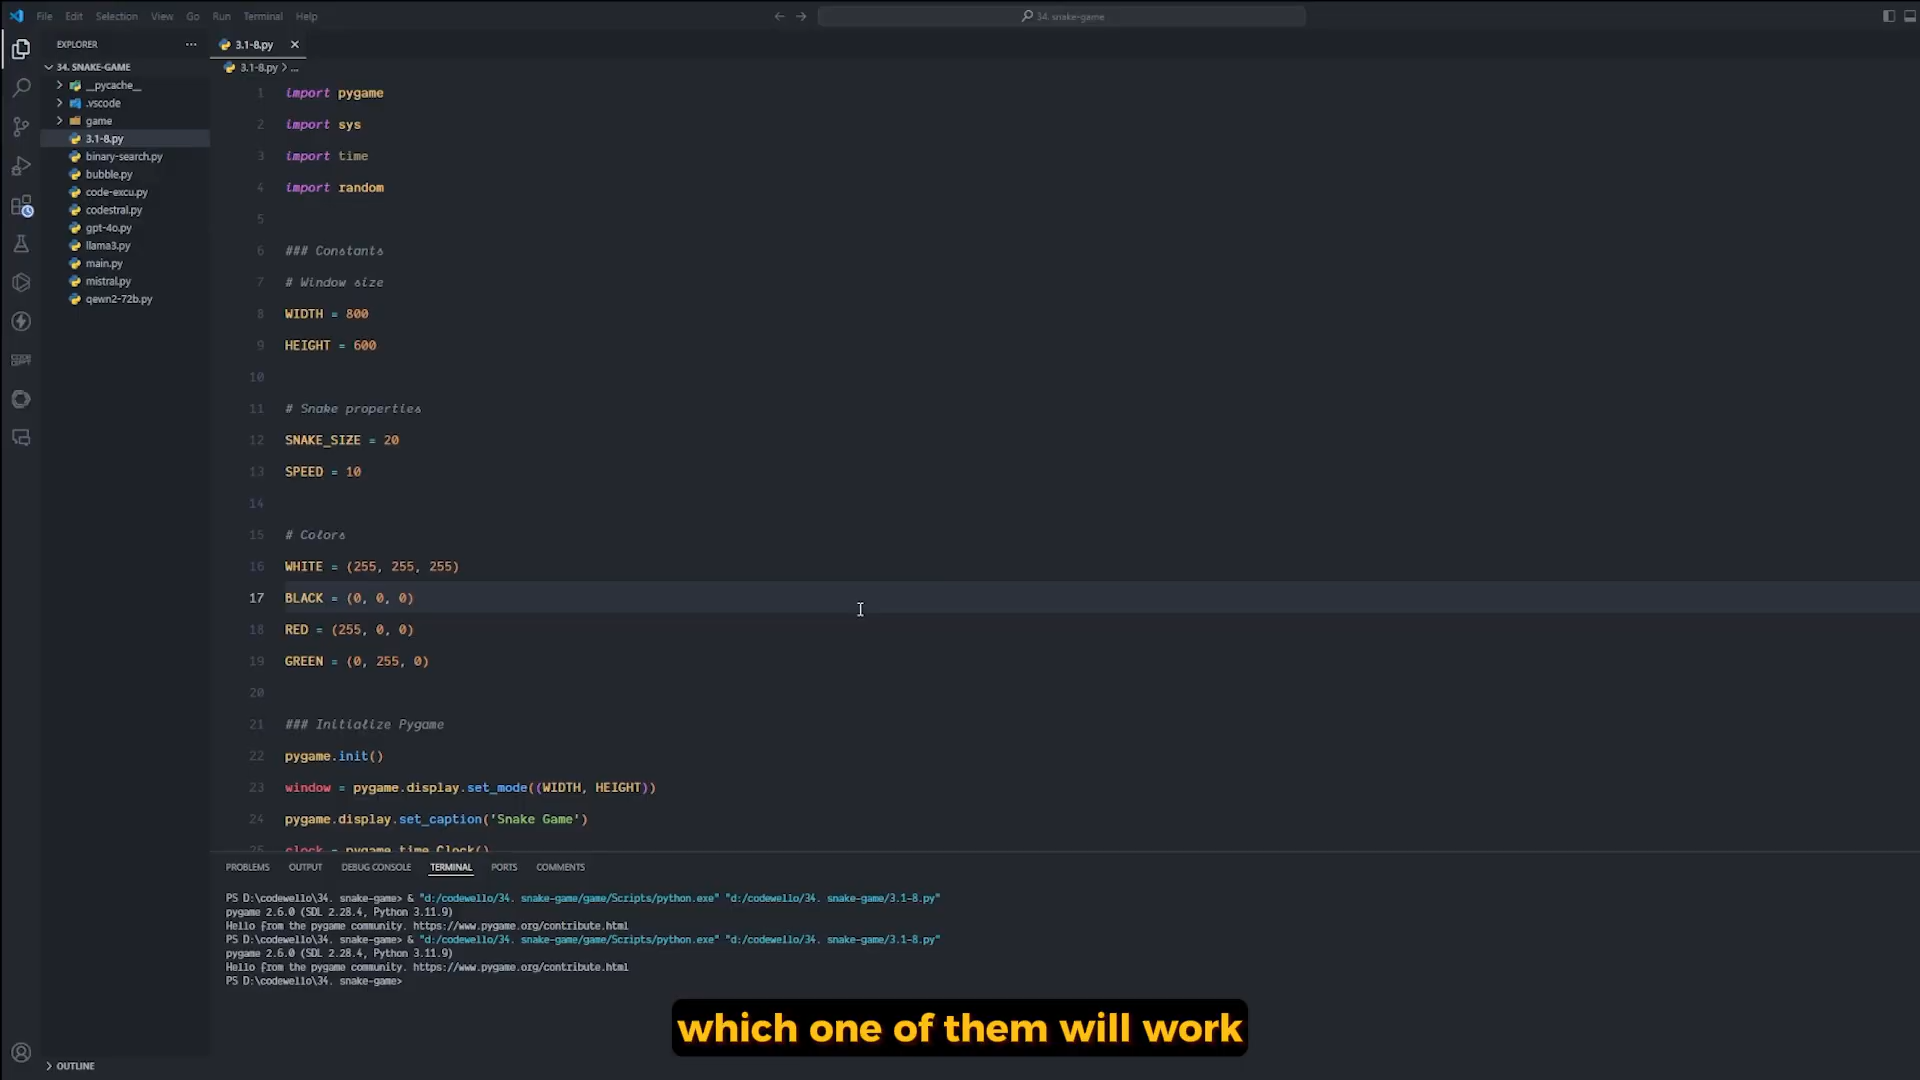 File Edit Selection View Go Run Terminal Help
34. snake-game
EXPLORER
34. SNAKE-GAME
__pycache__
.vscode
game
3.1-8.py
binary-search.py
bubble.py
code-excu.py
codestral.py
gpt-4o.py
llama3.py
main.py
mistral.py
qewn2-72b.py
OUTLINE
3.1-8.py
3.1-8.py > ...
1 import pygame
2 import sys
3 import time
4 import random
5
6 ### Constants
7 # Window size
8 WIDTH = 800
9 HEIGHT = 600
10
11 # Snake properties
12 SNAKE_SIZE = 20
13 SPEED = 10
14
15 # Colors
16 WHITE = (255, 255, 255)
17 BLACK = (0, 0, 0)
18 RED = (255, 0, 0)
19 GREEN = (0, 255, 0)
20
21 ### Initialize Pygame
22 pygame.init()
23 window = pygame.display.set_mode((WIDTH, HEIGHT))
24 pygame.display.set_caption('Snake Game')
25 clock = pygame.time.Clock()
PROBLEMS OUTPUT DEBUG CONSOLE TERMINAL PORTS COMMENTS
PS D:\codewello\34. snake-game> & "d:/codewello/34. snake-game/game/Scripts/python.exe" "d:/codewello/34. snake-game/3.1-8.py"
pygame 2.6.0 (SDL 2.28.4, Python 3.11.9)
Hello from the pygame community. https://www.pygame.org/contribute.html
PS D:\codewello\34. snake-game> & "d:/codewello/34. snake-game/game/Scripts/python.exe" "d:/codewello/34. snake-game/3.1-8.py"
pygame 2.6.0 (SDL 2.28.4, Python 3.11.9)
Hello from the pygame community. https://www.pygame.org/contribute.html
PS D:\codewello\34. snake-game>
which one of them will work